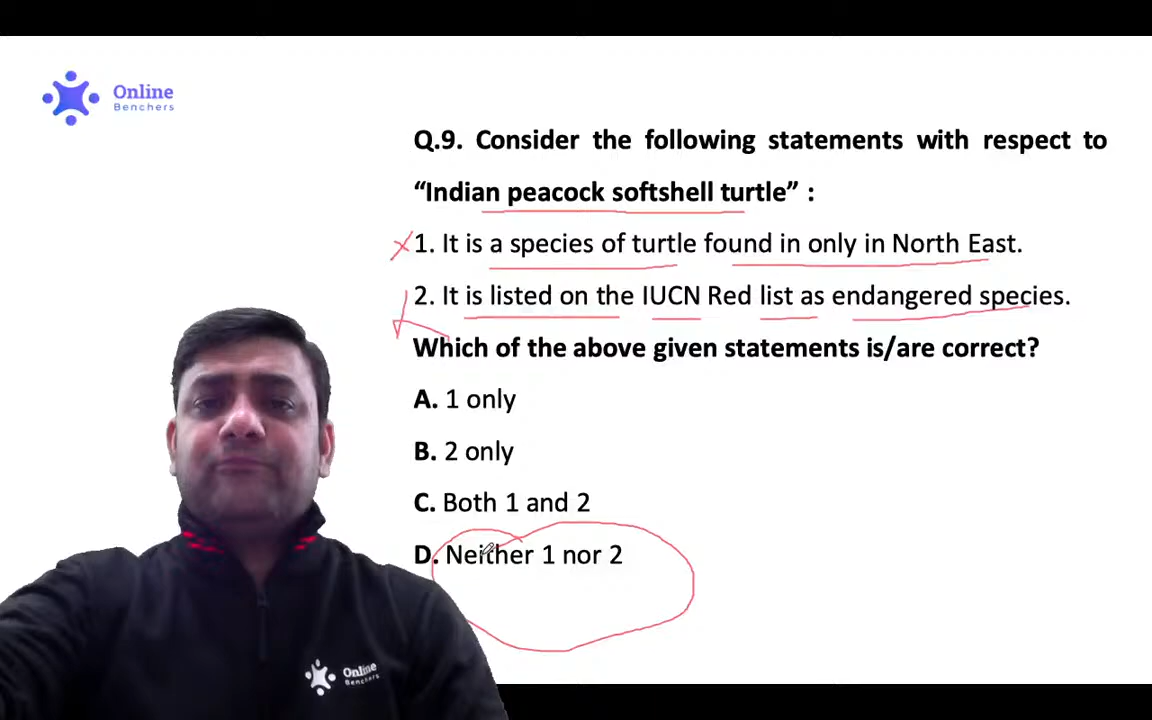 Online
Benchers
Q.9. Consider the following statements with respect to
“Indian peacock softshell turtle” :
1. It is a species of turtle found in only in North East.
2. It is listed on the IUCN Red list as endangered species.
Which of the above given statements is/are correct?
A. 1 only
B. 2 only
C. Both 1 and 2
D. Neither 1 nor 2
Online
Benchers